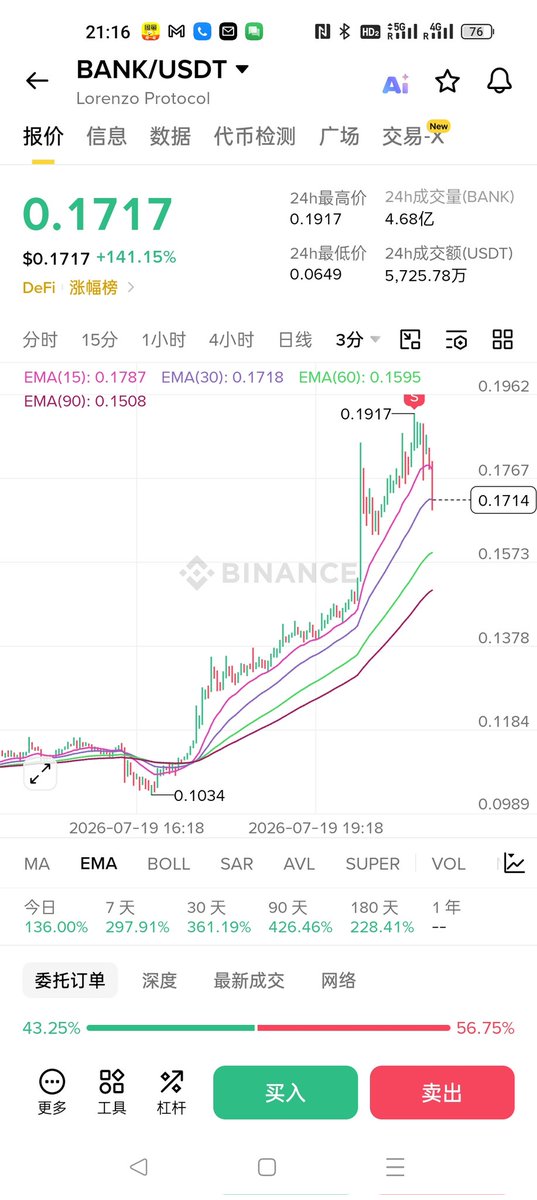 21:16
HD2 5G 4G 76
BANK/USDT
Lorenzo Protocol
Ai
报价 信息 数据 代币检测 广场 交易-X New
0.1717
$0.1717 +141.15%
DeFi 涨幅榜
24h最高价 24h成交量(BANK)
0.1917 4.68亿
24h最低价 24h成交额(USDT)
0.0649 5,725.78万
分时 15分 1小时 4小时 日线 3分
EMA(15): 0.1787 EMA(30): 0.1718 EMA(60): 0.1595
EMA(90): 0.1508
0.1962
S
0.1917
0.1767
0.1714
BINANCE
0.1573
0.1378
0.1184
0.1034
0.0989
2026-07-19 16:18 2026-07-19 19:18
MA EMA BOLL SAR AVL SUPER VOL
今日 7 天 30 天 90 天 180 天 1 年
136.00% 297.91% 361.19% 426.46% 228.41% --
委托订单 深度 最新成交 网络
43.25% 56.75%
更多 工具 杠杆 买入 卖出